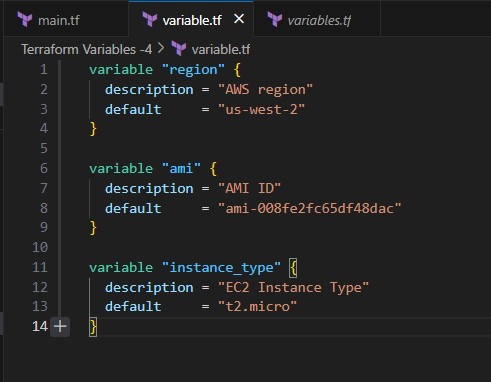 main.tf
variable.tf
variables.tf
Terraform Variables -4 > variable.tf
1 variable "region" {
2   description = "AWS region"
3   default     = "us-west-2"
4 }
5
6 variable "ami" {
7   description = "AMI ID"
8   default     = "ami-008fe2fc65df48dac"
9 }
10
11 variable "instance_type" {
12   description = "EC2 Instance Type"
13   default     = "t2.micro"
14 }